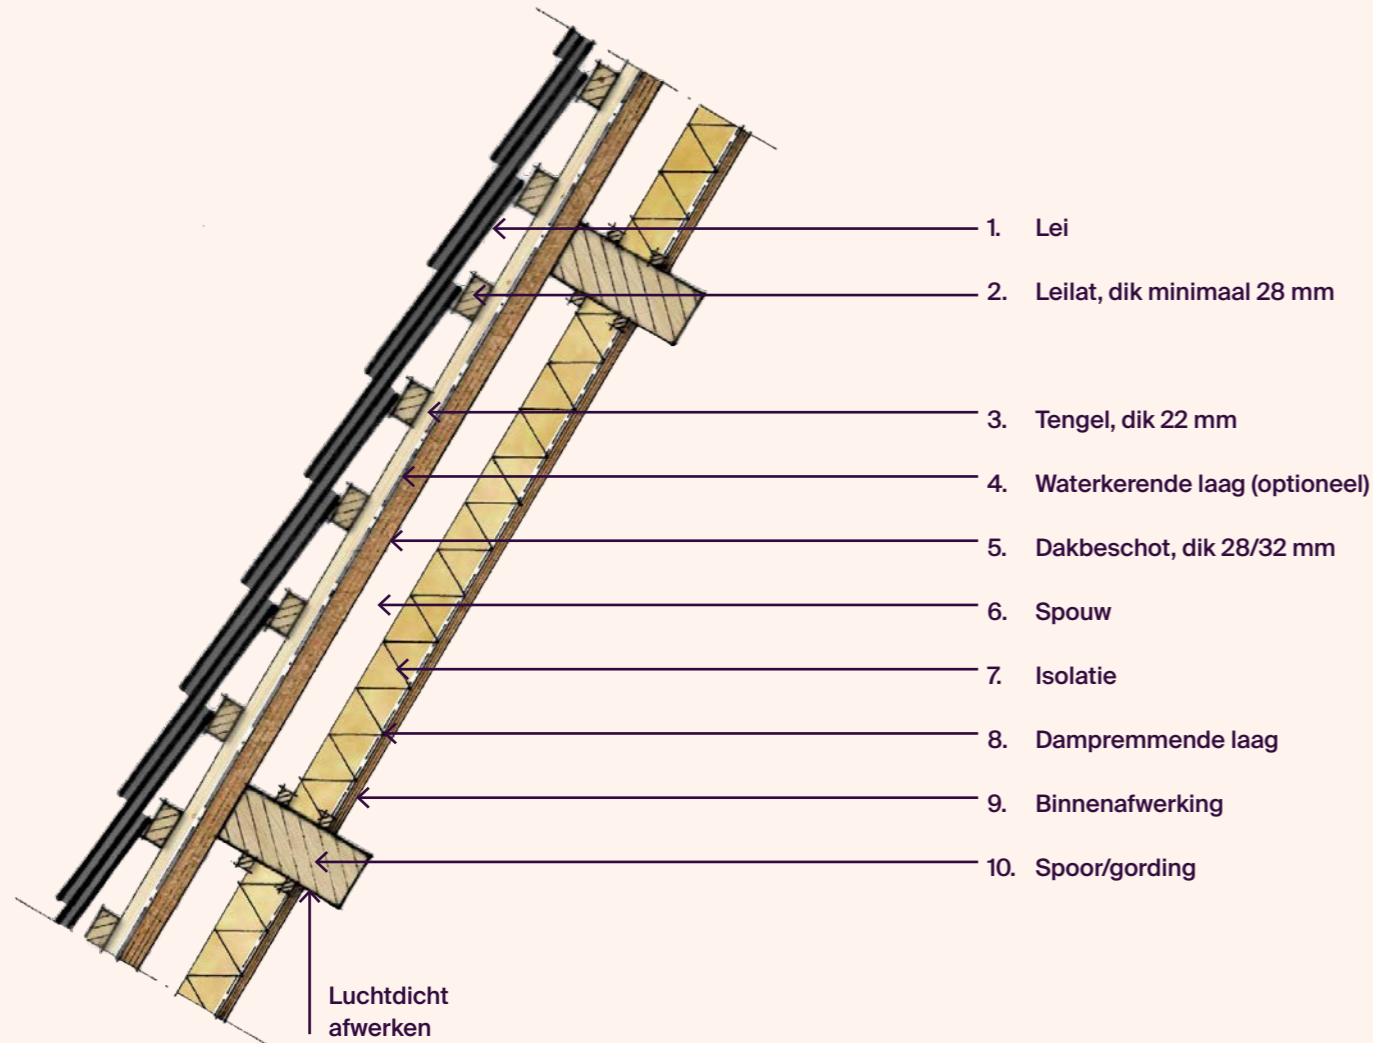 1. Lei
2. Leilat, dik minimaal 28 mm
3. Tengel, dik 22 mm
4. Waterkerende laag (optioneel)
5. Dakbeschot, dik 28/32 mm
6. Spouw
7. Isolatie
8. Dampremmende laag
9. Binnenafwerking
10. Spoor/gording
Luchtdicht
afwerken